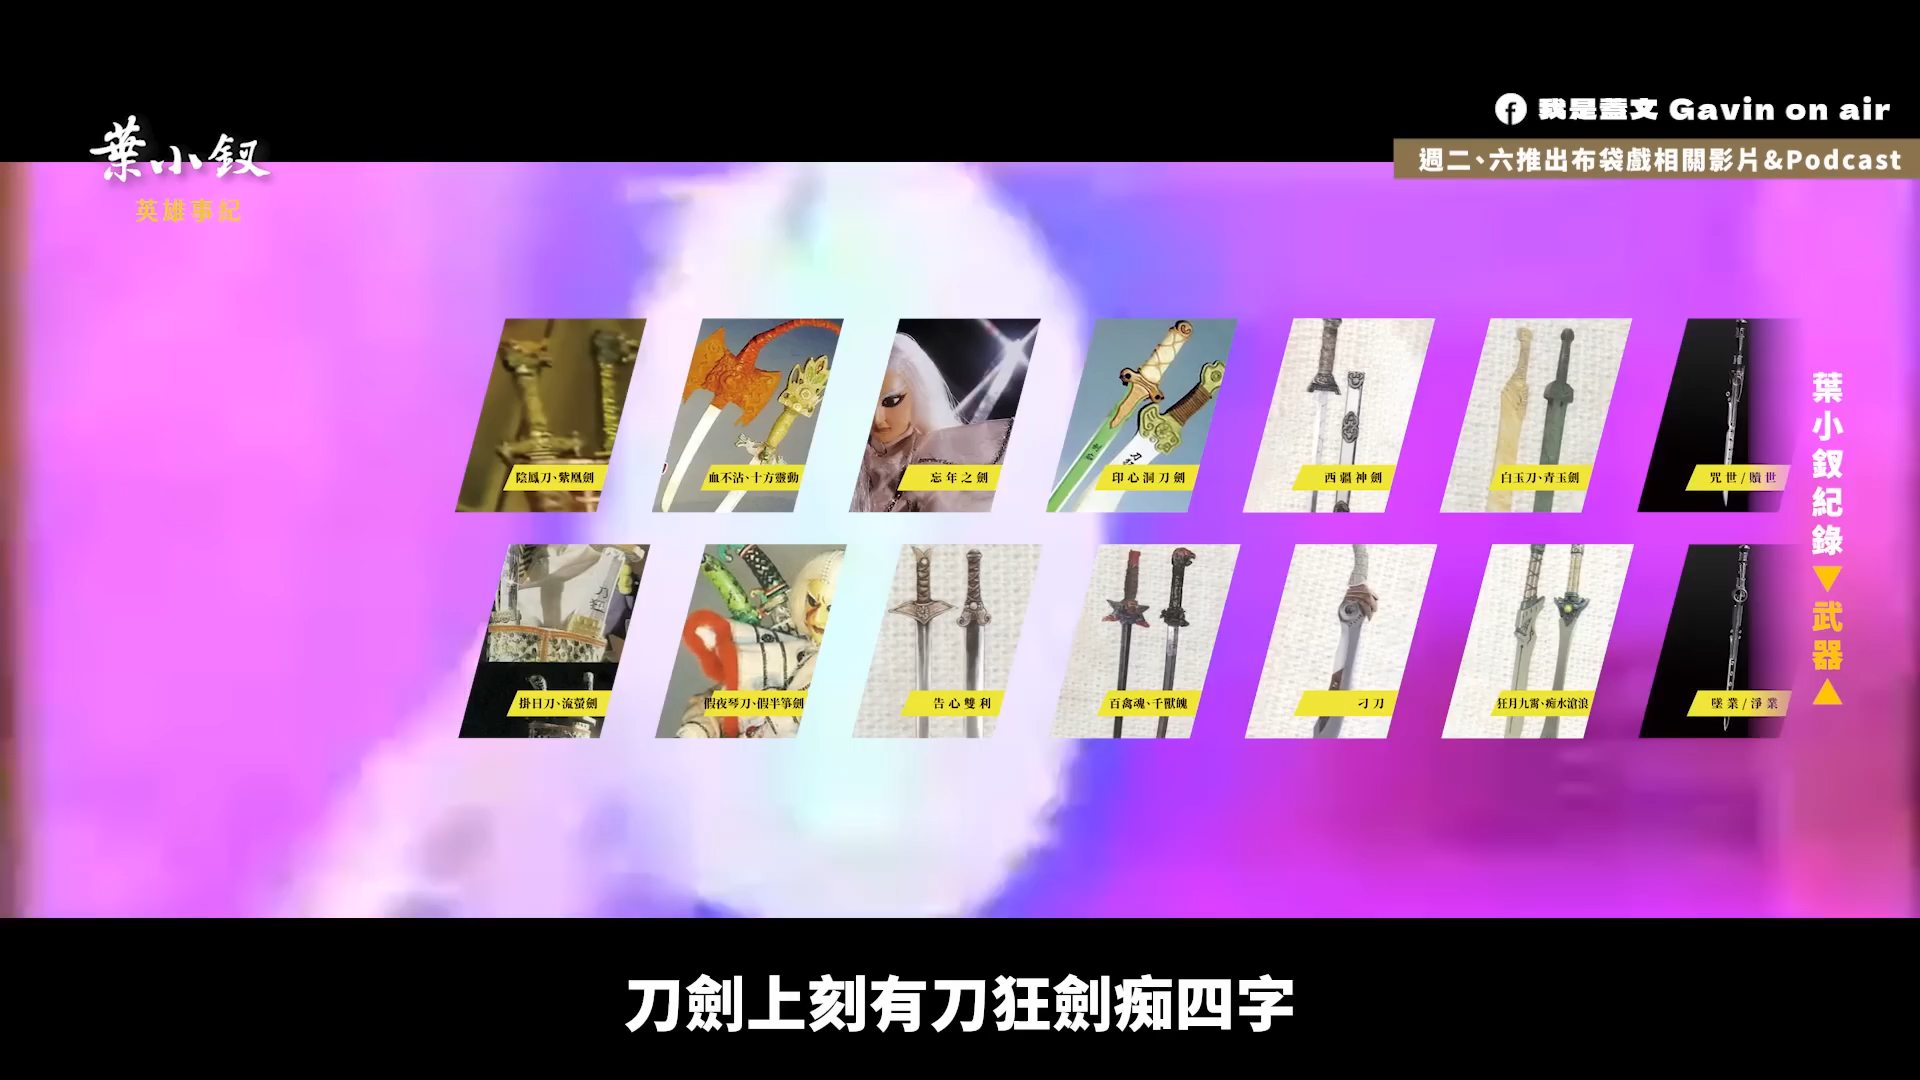 我是蓋文 Gavin on air
週二、六推出布袋戲相關影片&Podcast
葉小釵
英雄事紀
陰鳳刀、紫凰劍
血不沾、十方靈動
忘年之劍
印心洞刀劍
西疆神劍
白玉刀、青玉劍
咒世/贖世
掛日刀、流螢劍
假夜琴刀、假半箏劍
告心雙利
百禽魂、千獸魄
刁刀
狂月九霄、痴水滄浪
墜業/淨業
葉小釵紀錄▼武器▲
刀劍上刻有刀狂劍痴四字